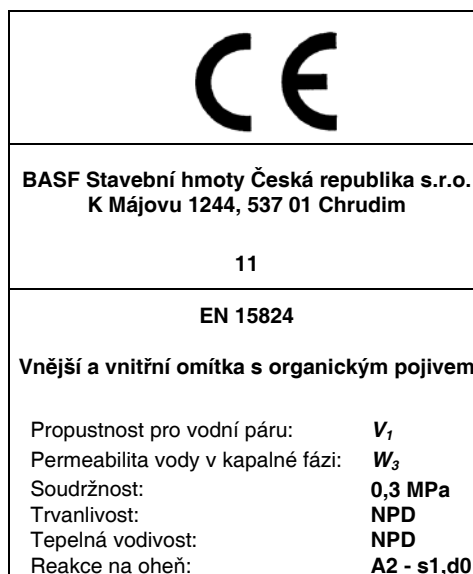 CE
BASF Stavební hmoty Česká republika s.r.o.
K Májovu 1244, 537 01 Chrudim
11
EN 15824
Vnější a vnitřní omítka s organickým pojivem
Propustnost pro vodní páru: V₁
Permeabilita vody v kapalné fázi: W₃
Soudržnost: 0,3 MPa
Trvanlivost: NPD
Tepelná vodivost: NPD
Reakce na oheň: A2 - s1,d0